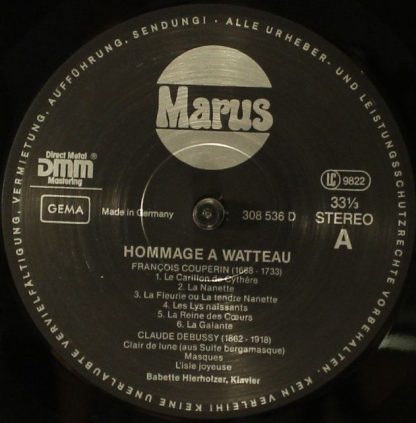 ALLE URHEBER- UND LEISTUNGSSCHUTZRECHTE VORBEHALTEN. KEIN VERLEIH! KEINE UNERLAUBTE VERVIELFÄLTIGUNG, VERMIETUNG, AUFFÜHRUNG, SENDUNG! ·
Marus
Direct Metal ®
DMM
Mastering
LC 9822
GEMA
Made in Germany
308 536 D
33⅓
STEREO
A
HOMMAGE A WATTEAU
FRANÇOIS COUPERIN (1668 - 1733)
1. Le Carillon de Cythére
2. La Nanette
3. La Fleurie ou La tendre Nanette
4. Les Lys naissants
5. La Reine des Cœurs
6. La Galante
CLAUDE DEBUSSY (1862 - 1918)
Clair de lune (aus Suite bergamasque)
Masques
L'isle joyeuse
Babette Hierholzer, Klavier